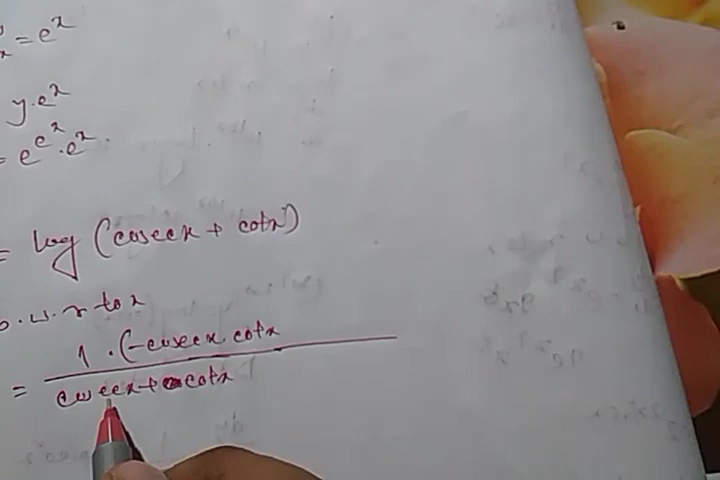 = e^x
y·e^x
= e^{e^x}·e^x.
= log (cosecx + cotx)
D.w.r to x
1 · (-cosecx cotx
= cosecx + cotx